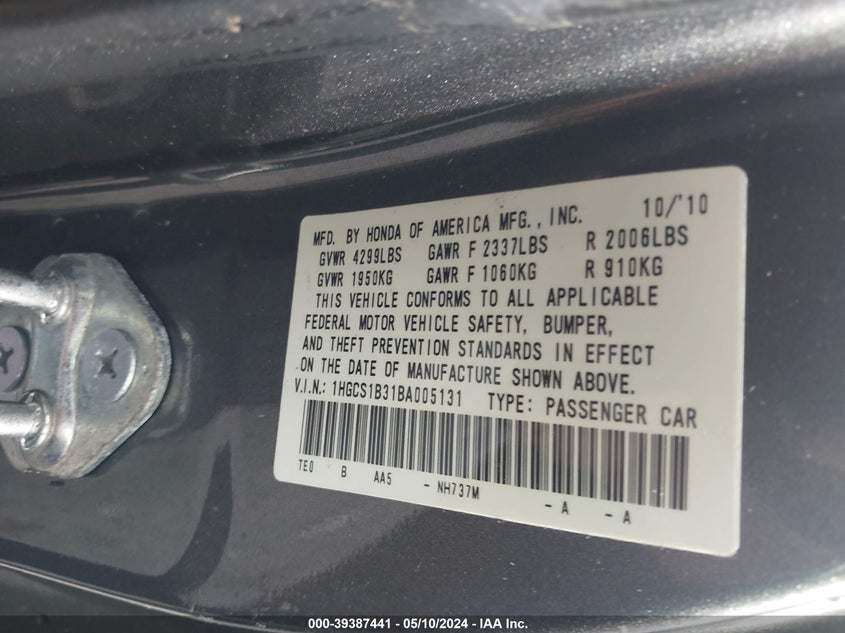 MFD. BY HONDA OF AMERICA MFG., INC. 10/'10
GVWR 4299LBS GAWR F 2337LBS R 2006LBS
GVWR 1950KG GAWR F 1060KG R 910KG
THIS VEHICLE CONFORMS TO ALL APPLICABLE
FEDERAL MOTOR VEHICLE SAFETY, BUMPER,
AND THEFT PREVENTION STANDARDS IN EFFECT
ON THE DATE OF MANUFACTURE SHOWN ABOVE.
V.I.N.: 1HGCS1B31BA005131 TYPE: PASSENGER CAR
TE0 B AA5 - NH737M - A - A
000-39387441 - 05/10/2024 - IAA Inc.